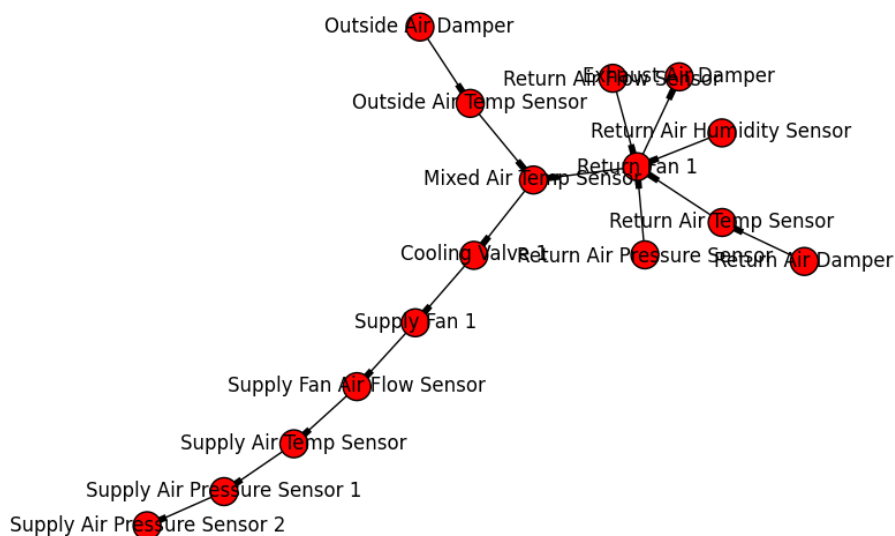 Outside Air Damper
Return Air Flow Sensor
Exhaust Air Damper
Outside Air Temp Sensor
Return Air Humidity Sensor
Return Fan 1
Mixed Air Temp Sensor
Return Air Temp Sensor
Cooling Valve 1
Return Air Pressure Sensor
Return Air Damper
Supply Fan 1
Supply Fan Air Flow Sensor
Supply Air Temp Sensor
Supply Air Pressure Sensor 1
Supply Air Pressure Sensor 2